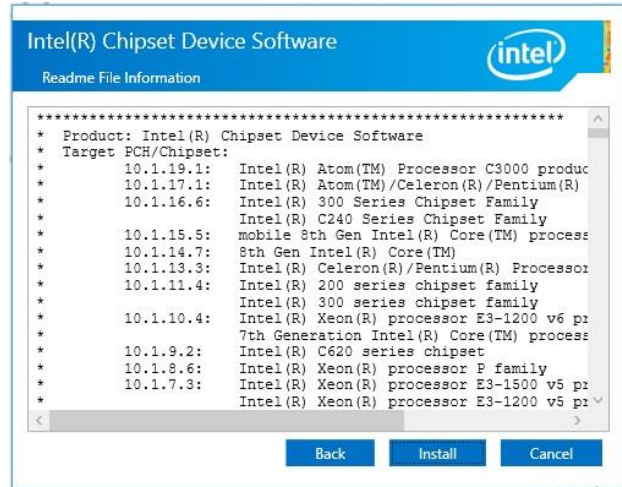 Intel(R) Chipset Device Software
intel
Readme File Information
*************************************************************
* Product: Intel(R) Chipset Device Software
* Target PCH/Chipset:
* 10.1.19.1: Intel(R) Atom(TM) Processor C3000 produc
* 10.1.17.1: Intel(R) Atom(TM)/Celeron(R)/Pentium(R)
* 10.1.16.6: Intel(R) 300 Series Chipset Family
* Intel(R) C240 Series Chipset Family
* 10.1.15.5: mobile 8th Gen Intel(R) Core(TM) process
* 10.1.14.7: 8th Gen Intel(R) Core(TM)
* 10.1.13.3: Intel(R) Celeron(R)/Pentium(R) Processor
* 10.1.11.4: Intel(R) 200 series chipset family
* Intel(R) 300 series chipset family
* 10.1.10.4: Intel(R) Xeon(R) processor E3-1200 v6 pr
* 7th Generation Intel(R) Core(TM) process
* 10.1.9.2: Intel(R) C620 series chipset
* 10.1.8.6: Intel(R) Xeon(R) processor P family
* 10.1.7.3: Intel(R) Xeon(R) processor E3-1500 v5 pr
* Intel(R) Xeon(R) processor E3-1200 v5 pr
Back Install Cancel